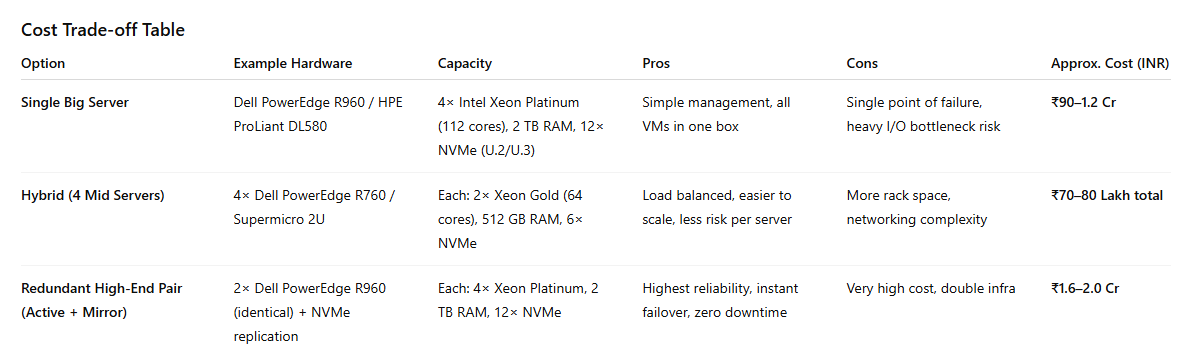 Cost Trade-off Table
Option Example Hardware Capacity Pros Cons Approx. Cost (INR)
Single Big Server Dell PowerEdge R960 / HPE 4× Intel Xeon Platinum Simple management, all Single point of failure, ₹90–1.2 Cr
ProLiant DL580 (112 cores), 2 TB RAM, 12× VMs in one box heavy I/O bottleneck risk
NVMe (U.2/U.3)
Hybrid (4 Mid Servers) 4× Dell PowerEdge R760 / Each: 2× Xeon Gold (64 Load balanced, easier to More rack space, ₹70–80 Lakh total
Supermicro 2U cores), 512 GB RAM, 6× scale, less risk per server networking complexity
NVMe
Redundant High-End Pair 2× Dell PowerEdge R960 Each: 4× Xeon Platinum, 2 Highest reliability, instant Very high cost, double infra ₹1.6–2.0 Cr
(Active + Mirror) (identical) + NVMe TB RAM, 12× NVMe failover, zero downtime
replication